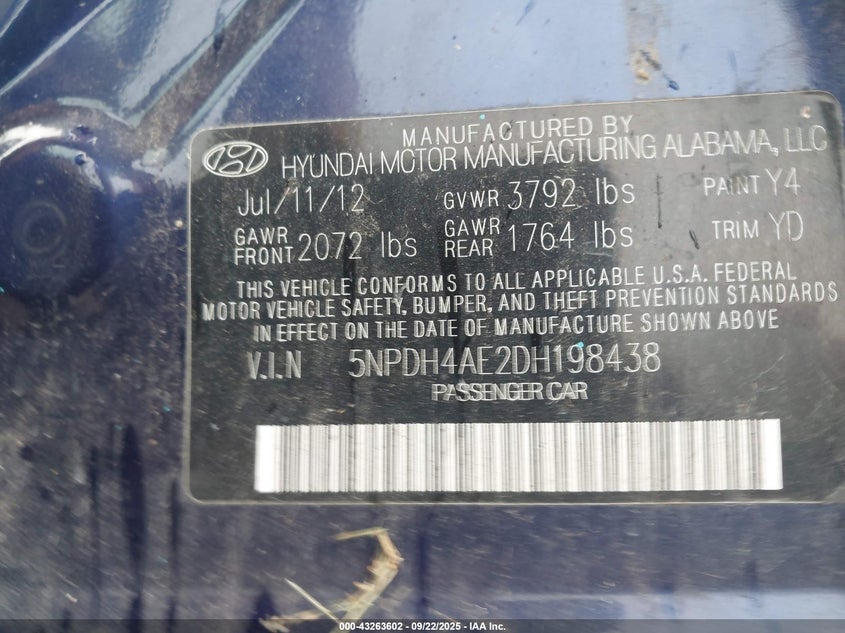 MANUFACTURED BY
HYUNDAI MOTOR MANUFACTURING ALABAMA, LLC
Jul/11/12 GVWR 3792 lbs PAINT Y4
GAWR FRONT 2072 lbs GAWR REAR 1764 lbs TRIM YD
THIS VEHICLE CONFORMS TO ALL APPLICABLE U.S.A. FEDERAL
MOTOR VEHICLE SAFETY, BUMPER, AND THEFT PREVENTION STANDARDS
IN EFFECT ON THE DATE OF MANUFACTURE SHOWN ABOVE
V.I.N 5NPDH4AE2DH198438
PASSENGER CAR
000-43263602 - 09/22/2025 - IAA Inc.